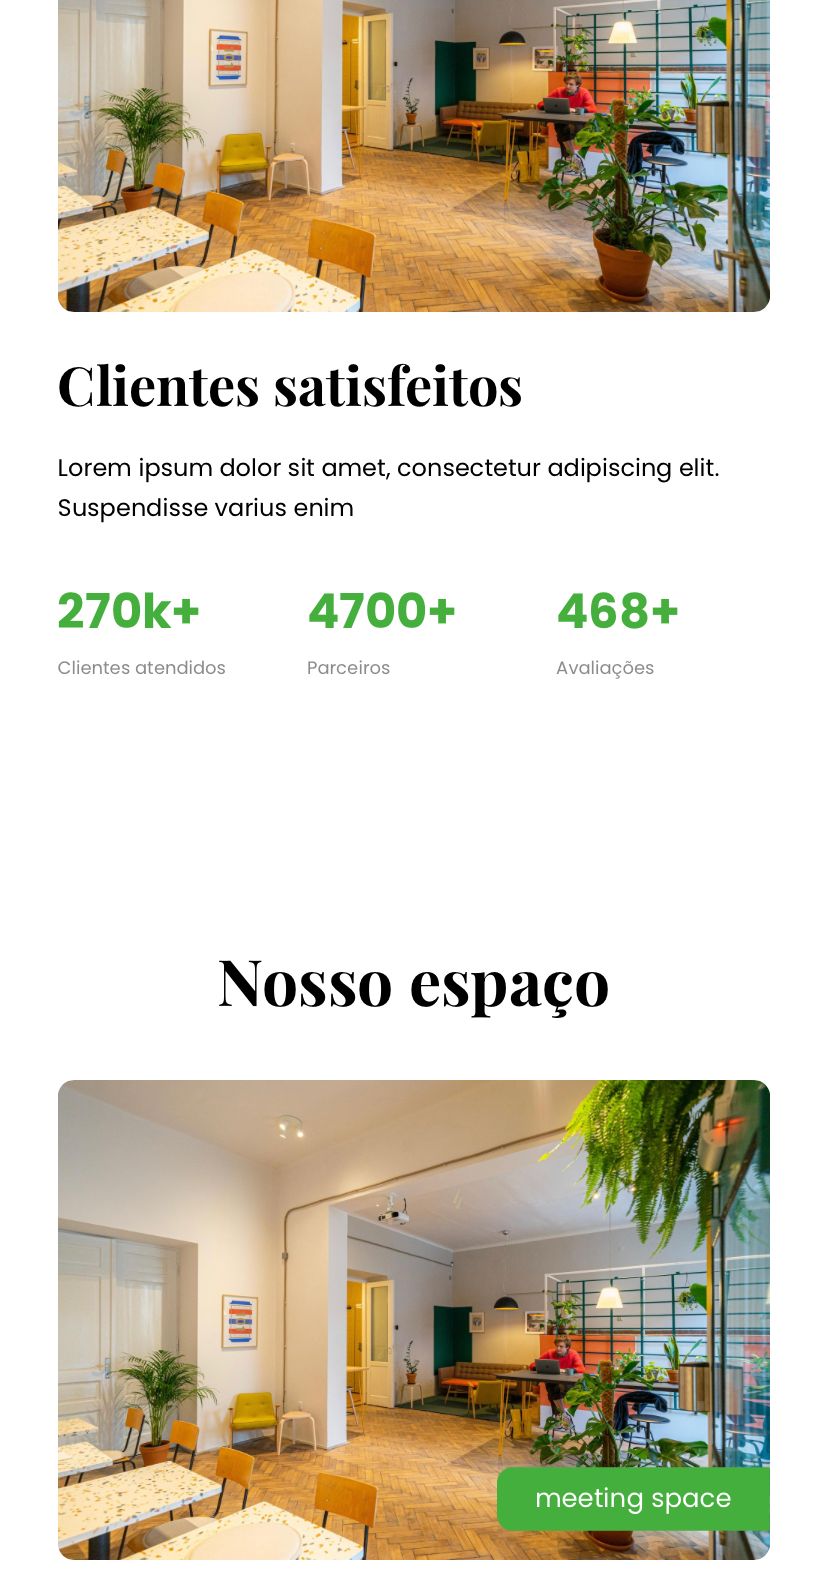 Clientes satisfeitos
Lorem ipsum dolor sit amet, consectetur adipiscing elit.
Suspendisse varius enim
270k+ 4700+ 468+
Clientes atendidos Parceiros Avaliações
Nosso espaço
meeting space